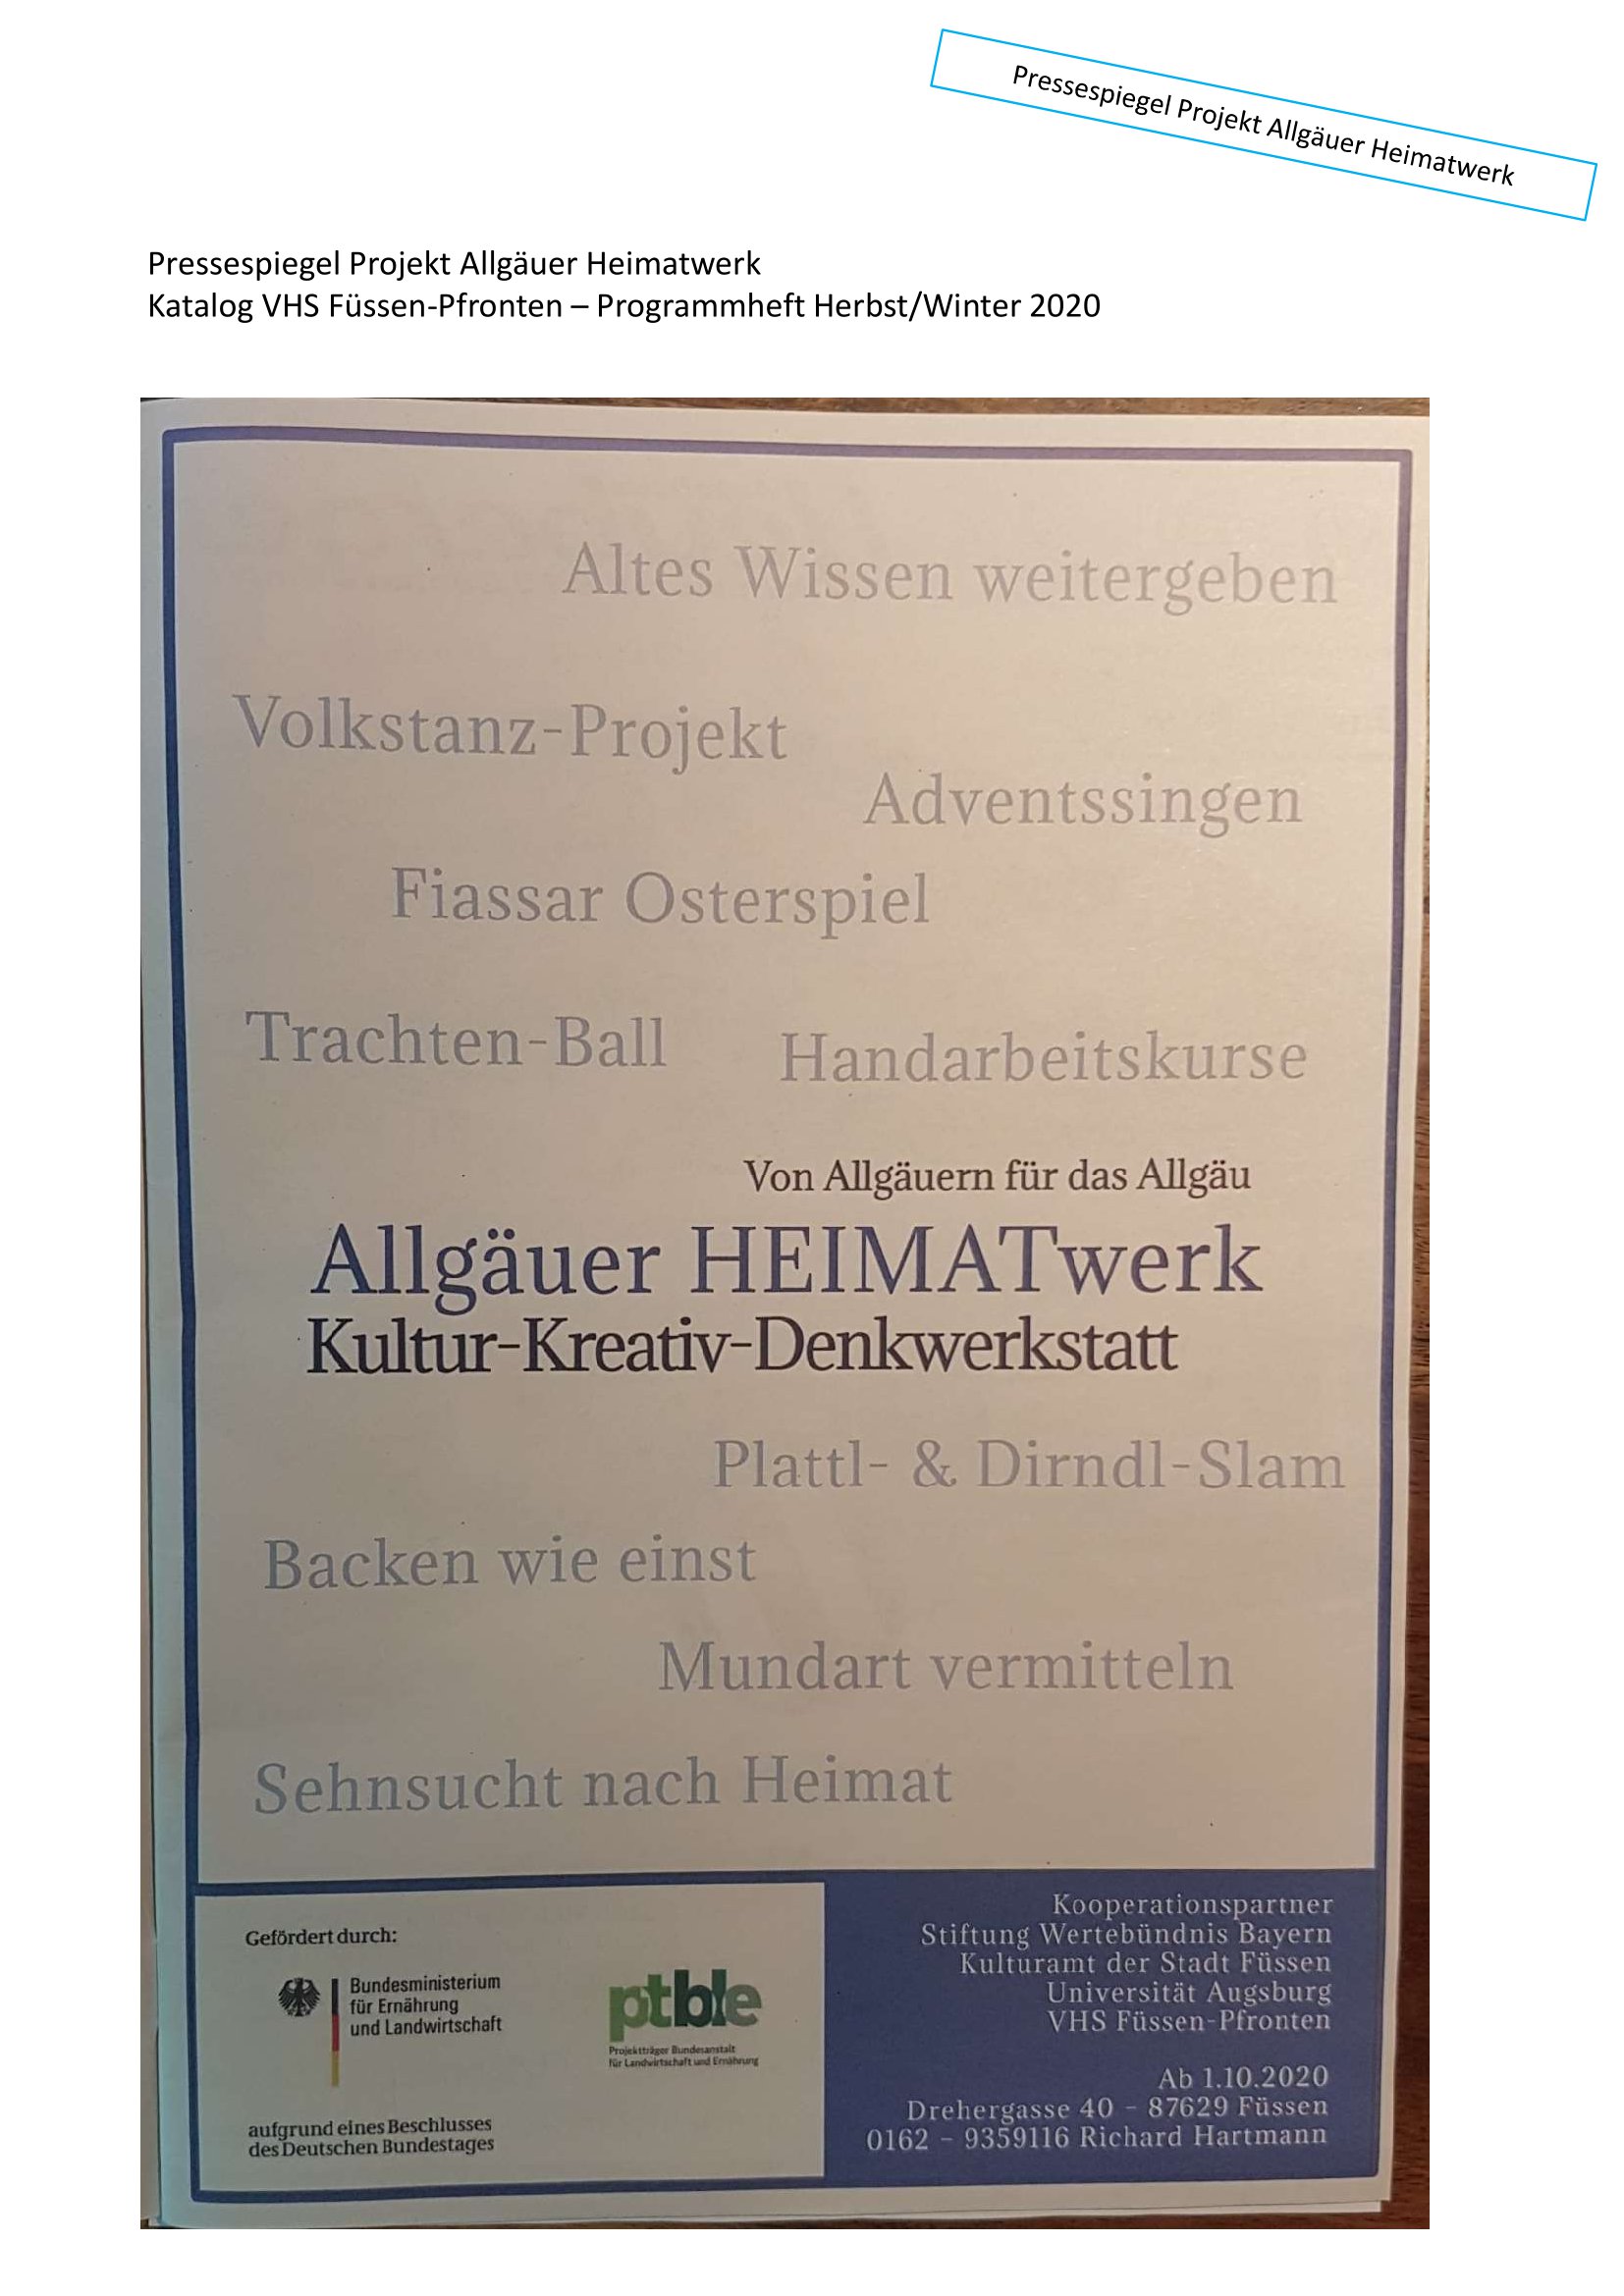 Pressespiegel Projekt Allgäuer Heimatwerk
Pressespiegel Projekt Allgäuer Heimatwerk
Katalog VHS Füssen-Pfronten – Programmheft Herbst/Winter 2020
Altes Wissen weitergeben
Volkstanz-Projekt
Adventssingen
Fiassar Osterspiel
Trachten-Ball
Handarbeitskurse
Von Allgäuern für das Allgäu
Allgäuer HEIMATwerk
Kultur-Kreativ-Denkwerkstatt
Plattl- & Dirndl-Slam
Backen wie einst
Mundart vermitteln
Sehnsucht nach Heimat
Gefördert durch:
Bundesministerium
für Ernährung
und Landwirtschaft
ptble
Projektträger Bundesanstalt
für Landwirtschaft und Ernährung
aufgrund eines Beschlusses
des Deutschen Bundestages
Kooperationspartner
Stiftung Wertebündnis Bayern
Kulturamt der Stadt Füssen
Universität Augsburg
VHS Füssen-Pfronten
Ab 1.10.2020
Drehergasse 40 – 87629 Füssen
0162 – 9359116 Richard Hartmann